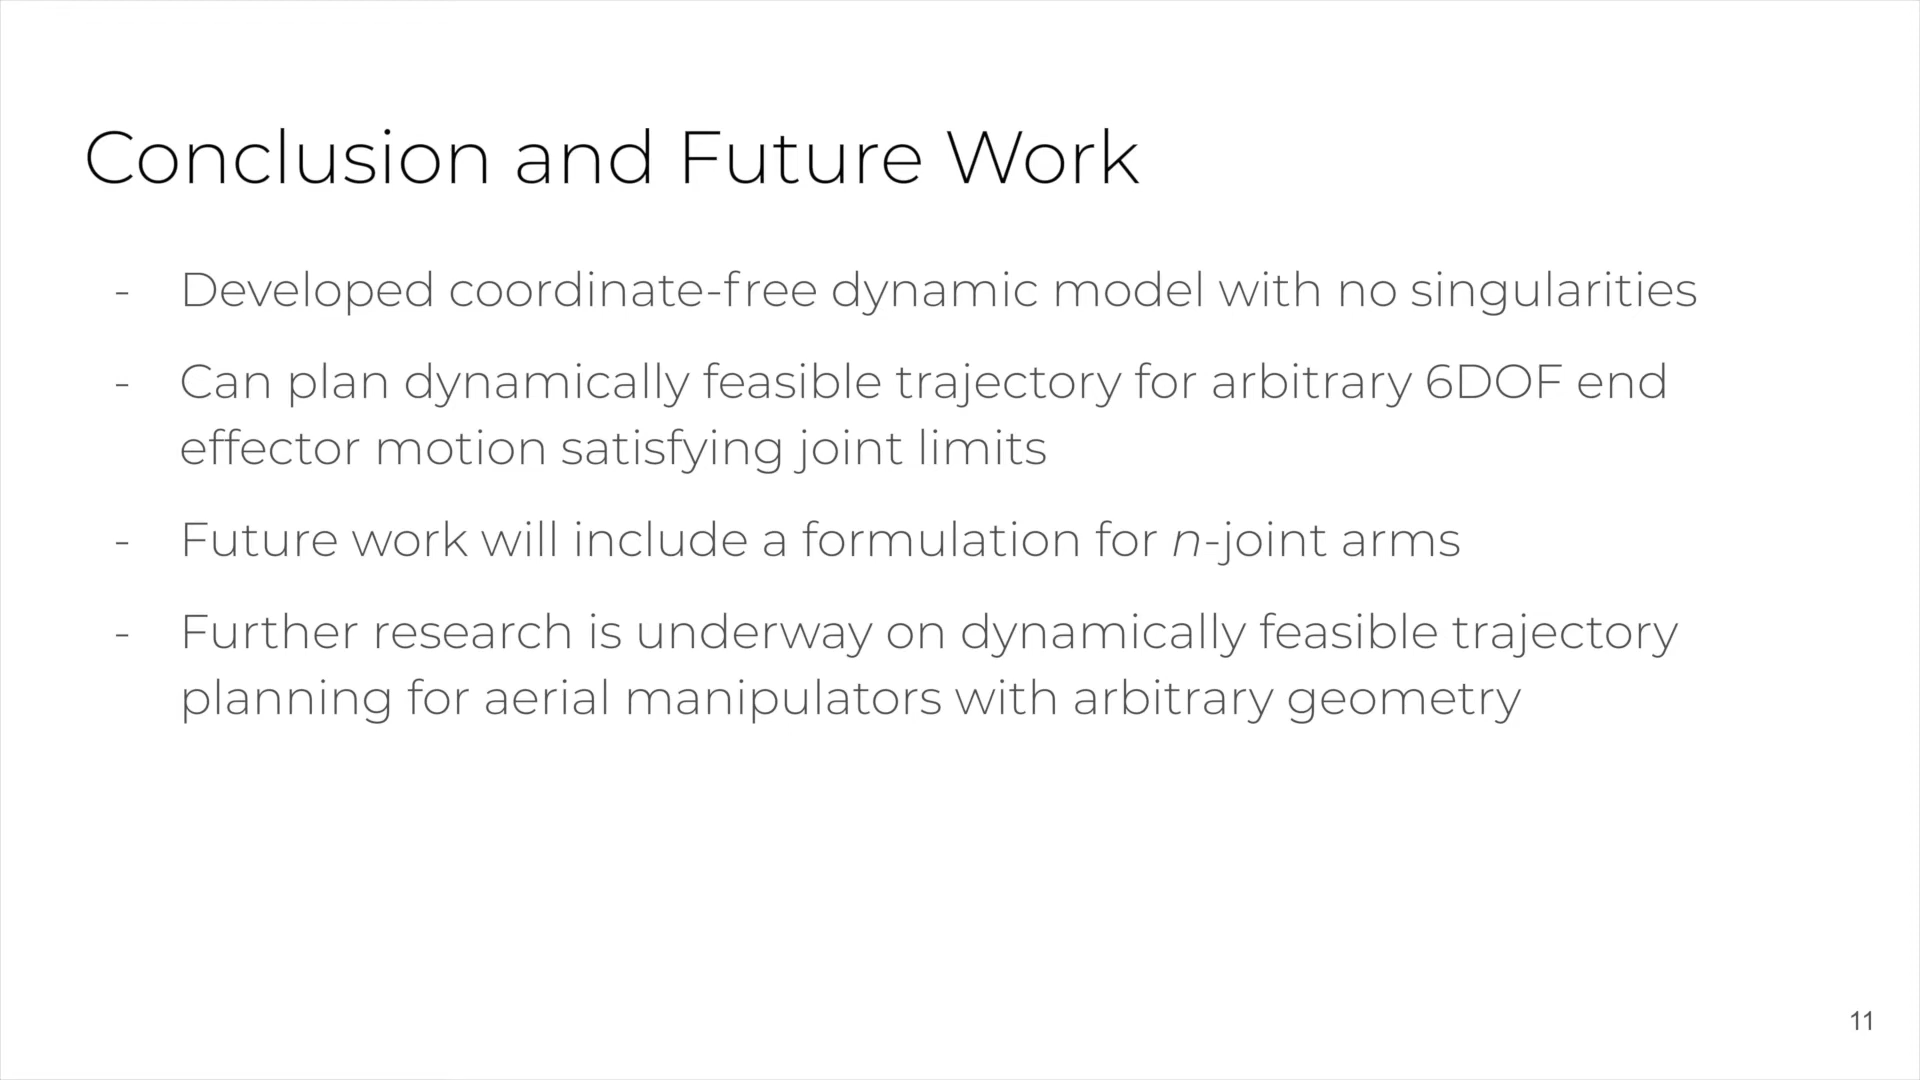 Conclusion and Future Work
- Developed coordinate-free dynamic model with no singularities
- Can plan dynamically feasible trajectory for arbitrary 6DOF end
effector motion satisfying joint limits
- Future work will include a formulation for n-joint arms
- Further research is underway on dynamically feasible trajectory
planning for aerial manipulators with arbitrary geometry
11